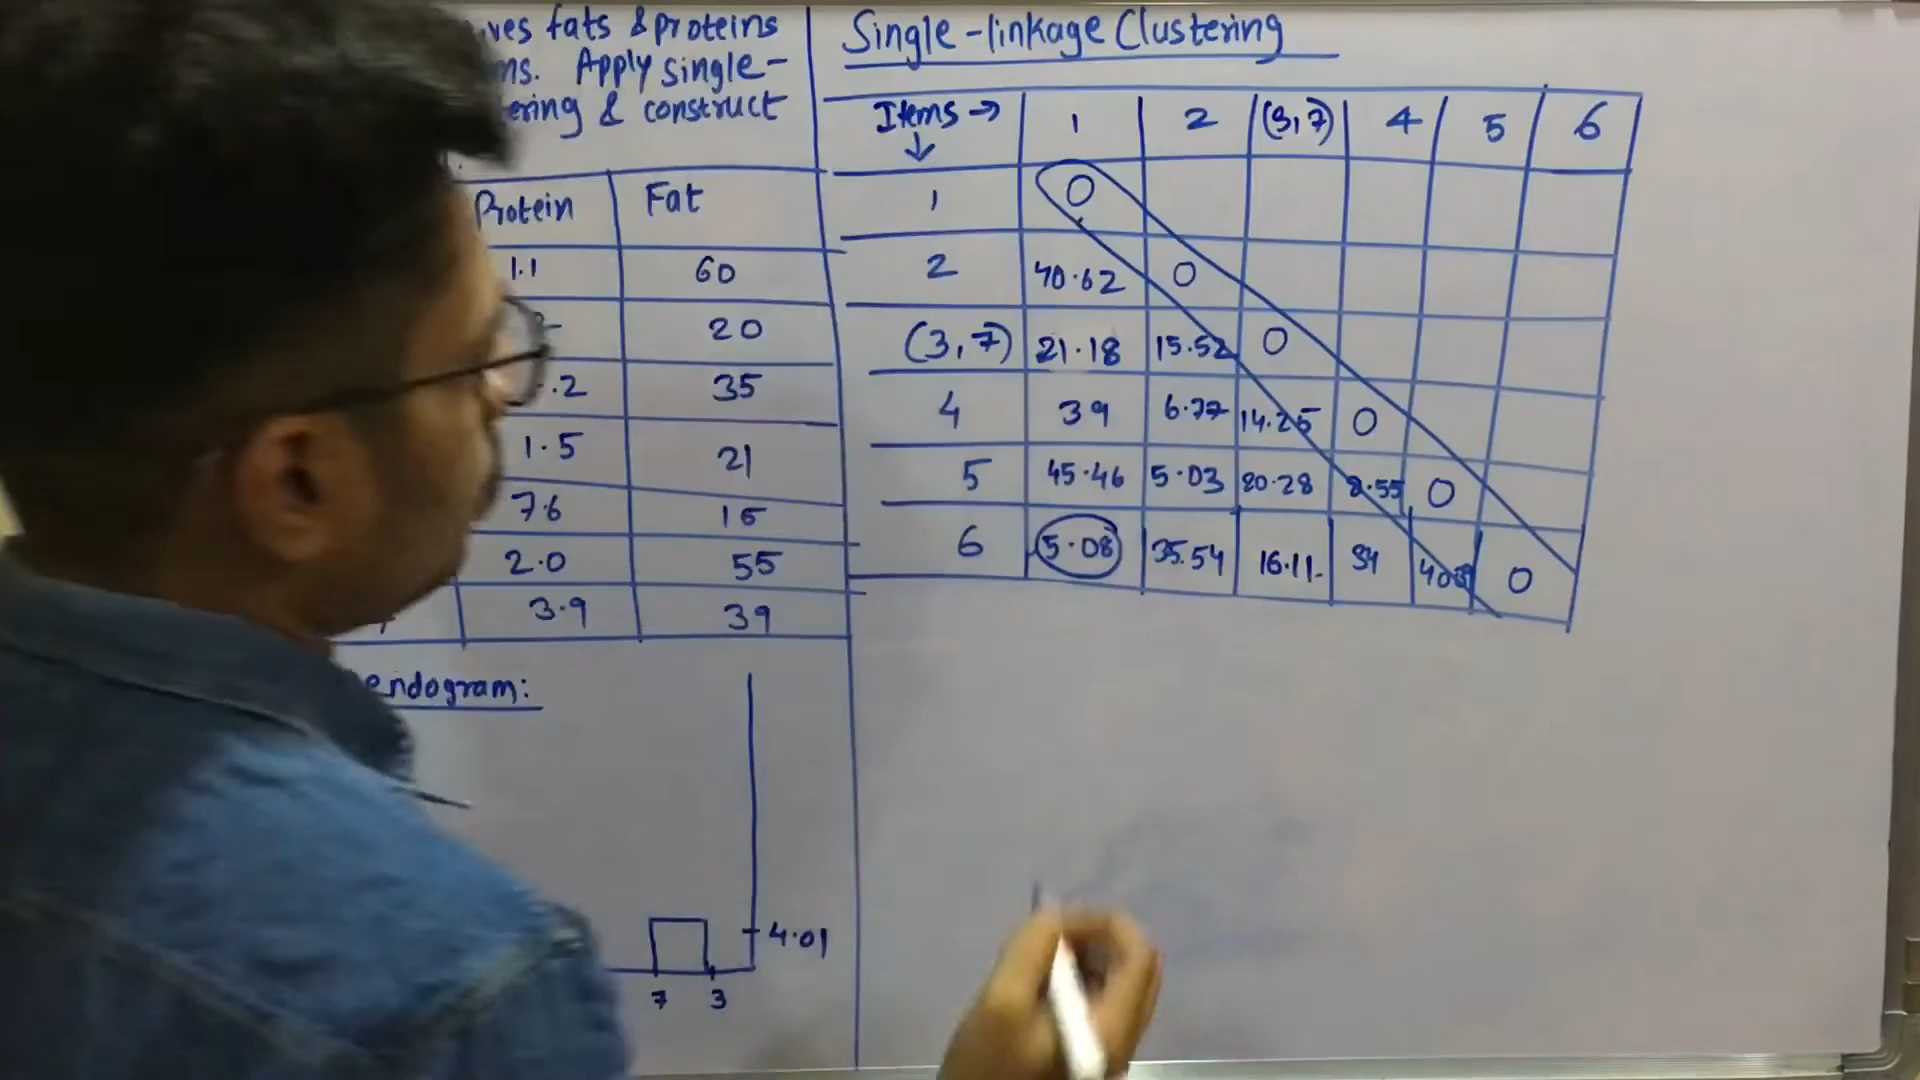 ves fats & proteins
ms. Apply single-
ering & construct
Protein Fat
1.1 60
20
.2 35
1.5 21
7.6 15
2.0 55
3.9 39
endogram:
4.01
7 3
Single-linkage Clustering
Items → 1 2 (3,7) 4 5 6
↓
1 0
2 40.62 0
(3,7) 21.18 15.52 0
4 39 6.77 14.25 0
5 45.46 5.03 20.28 8.55 0
6 5.08 35.54 16.11 34 0